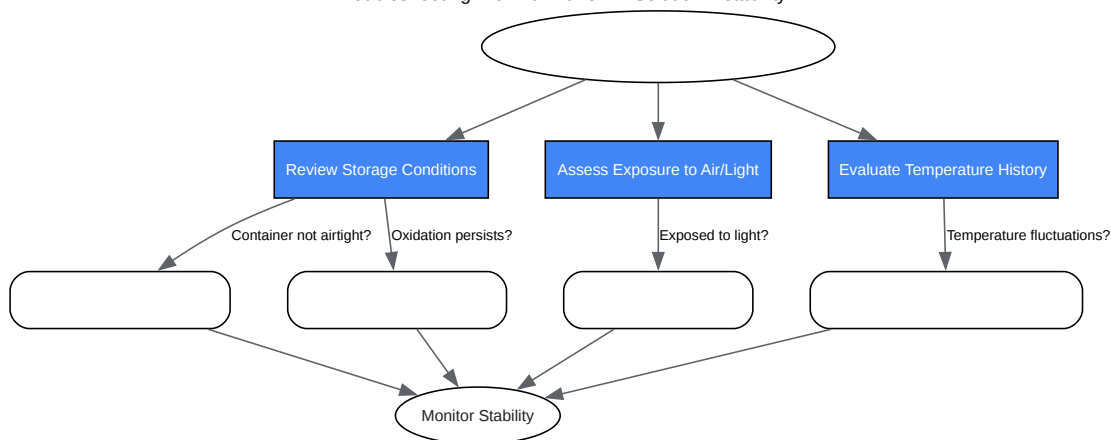 Review Storage Conditions
Assess Exposure to Air/Light
Evaluate Temperature History
Container not airtight?
Oxidation persists?
Exposed to light?
Temperature fluctuations?
Monitor Stability